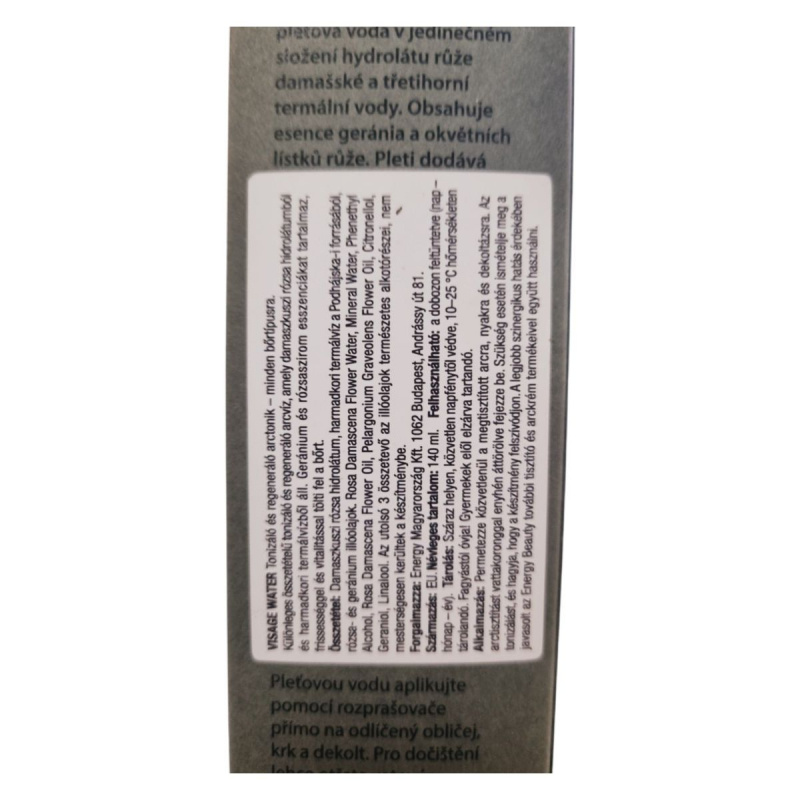 pleťová voda v jedinečném
složení hydrolátu růže
damašské a třetihorní
termální vody. Obsahuje
esence geránia a okvětních
lístků růže. Pleti dodává
VISAGE WATER Tonizáló és regeneráló arctonik – minden bőrtípusra.
Különleges összetételű tonizáló és regeneráló arcvíz, amely damaszkuszi rózsa hidrolátumból
és harmadkori termálvízből áll. Geránium és rózsaszirom esszenciákat tartalmaz,
frissességgel és vitalitással tölti fel a bőrt.
Összetétel: Damaszkuszi rózsa hidrolátum, harmadkori termálvíz a Podhájska-i forrásából,
rózsa- és geránium illóolajok. Rosa Damascena Flower Water, Mineral Water, Phenethyl
Alcohol, Rosa Damascena Flower Oil, Pelargonium Graveolens Flower Oil, Citronellol,
Geraniol, Linalool. Az utolsó 3 összetevő az illóolajok természetes alkotórészei, nem
mesterségesen kerültek a készítménybe.
Forgalmazza: Energy Magyarország Kft. 1062 Budapest, Andrássy út 81.
Származás: EU. Névleges tartalom: 140 ml. Felhasználható: a dobozon feltüntetve (nap –
hónap – év). Tárolás: Száraz helyen, közvetlen napfénytől védve, 10–25 °C hőmérsékleten
tárolandó. Fagyástól óvja! Gyermekek elől elzárva tartandó.
Alkalmazás: Permetezze közvetlenül a megtisztított arcra, nyakra és dekoltázsra. Az
arctisztítást vattakoronggal enyhén áttörölve fejezze be. Szükség esetén ismételje meg a
tonizálást, és hagyja, hogy a készítmény felszívódjon. A legjobb szinergikus hatás érdekében
javasolt az Energy Beauty további tisztító és arckrém termékeivel együtt használni.
Pleťovou vodu aplikujte
pomocí rozprašovače
přímo na odlíčený obličej,
krk a dekolt. Pro dočištění